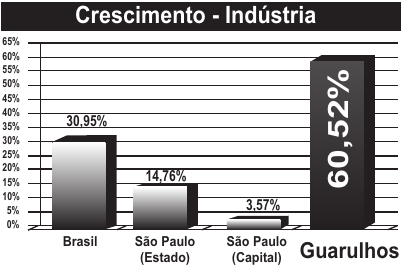 Crescimento - Indústria
65%
60%
55%
50%
45%
40%
35%
30%
25%
20%
15%
10%
5%
0%
30,95%
14,76%
3,57%
60,52%
Brasil
São Paulo
(Estado)
São Paulo
(Capital)
Guarulhos